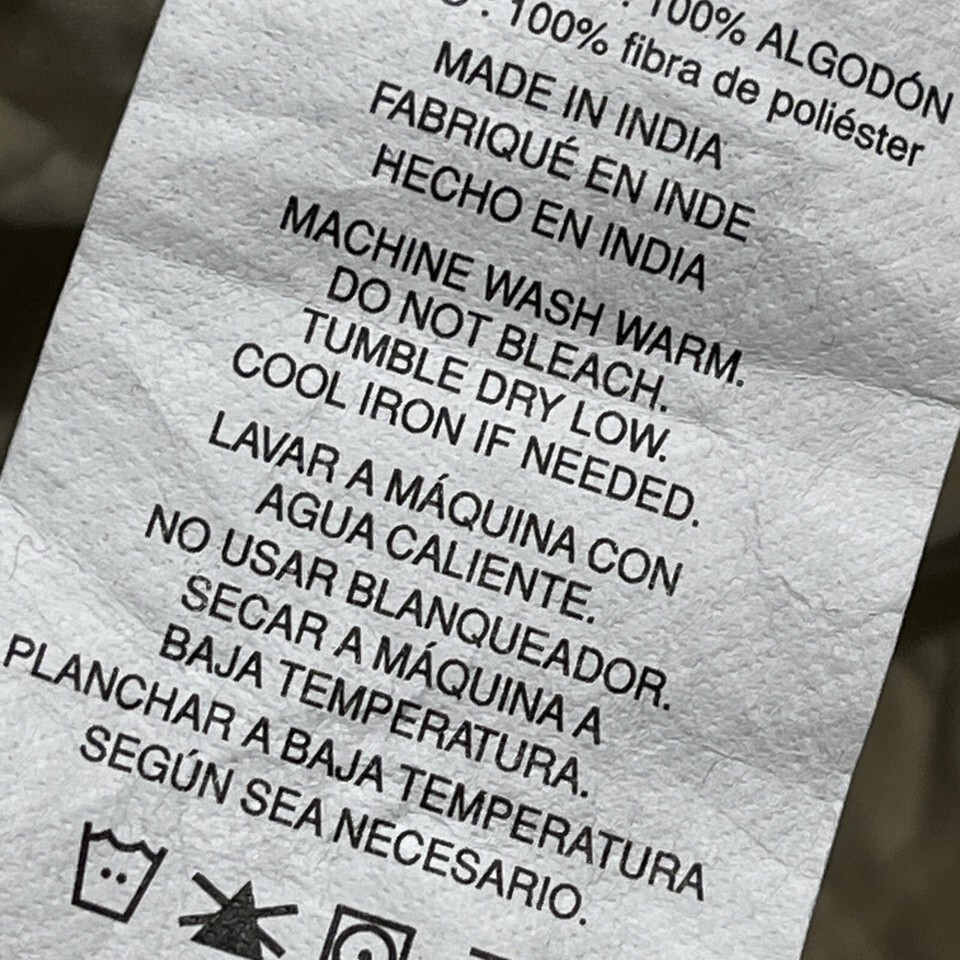 : 100% ALGODÓN
: 100% fibra de poliéster
MADE IN INDIA
FABRIQUÉ EN INDE
HECHO EN INDIA
MACHINE WASH WARM.
DO NOT BLEACH.
TUMBLE DRY LOW.
COOL IRON IF NEEDED.
LAVAR A MÁQUINA CON
AGUA CALIENTE.
NO USAR BLANQUEADOR.
SECAR A MÁQUINA A
BAJA TEMPERATURA.
PLANCHAR A BAJA TEMPERATURA
SEGÚN SEA NECESARIO.